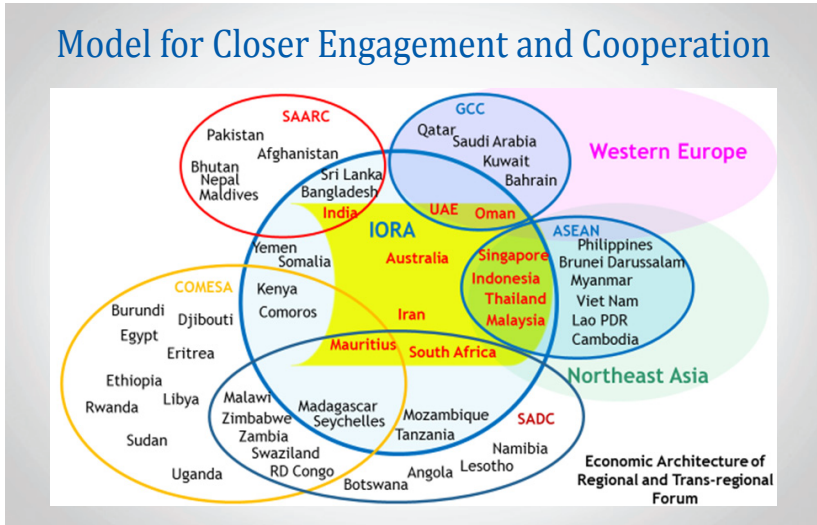 Model for Closer Engagement and Cooperation
SAARC
Pakistan
Afghanistan
Bhutan
Nepal
Maldives
Sri Lanka
Bangladesh
India
GCC
Qatar
Saudi Arabia
Kuwait
Bahrain
UAE
Oman
Western Europe
IORA
Australia
Iran
Yemen
Somalia
Kenya
Comoros
ASEAN
Philippines
Brunei Darussalam
Myanmar
Viet Nam
Lao PDR
Cambodia
Singapore
Indonesia
Thailand
Malaysia
Northeast Asia
COMESA
Burundi
Djibouti
Egypt
Eritrea
Ethiopia
Libya
Rwanda
Sudan
Uganda
Mauritius
South Africa
Malawi
Zimbabwe
Zambia
Swaziland
RD Congo
Madagascar
Seychelles
Mozambique
Tanzania
SADC
Namibia
Lesotho
Angola
Botswana
Economic Architecture of
Regional and Trans-regional
Forum